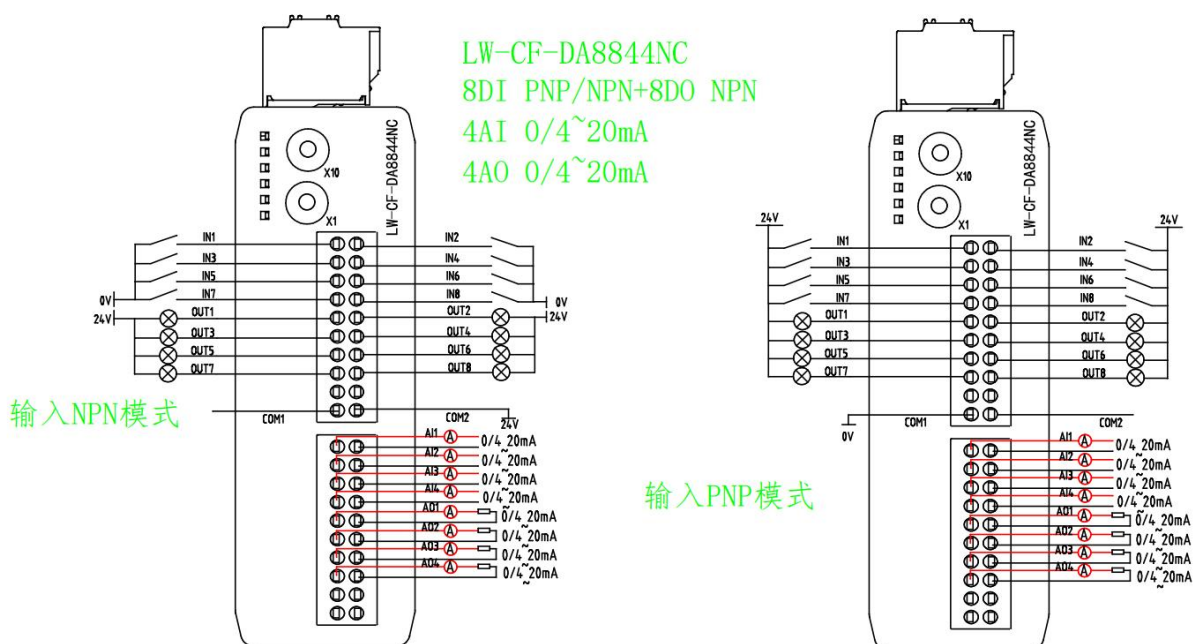 LW-CF-DA8844NC
8DI PNP/NPN+8DO NPN
4AI 0/4~20mA
4AO 0/4~20mA
LW-CF-DA8844NC
X10
X1
IN1
IN2
IN3
IN4
IN5
IN6
IN7
IN8
0V
0V
24V
24V
OUT1
OUT2
OUT3
OUT4
OUT5
OUT6
OUT7
OUT8
输入NPN模式
COM1
COM2
24V
AI1
A
0/4~20mA
AI2
A
0/4~20mA
AI3
A
0/4~20mA
AI4
A
0/4~20mA
AO1
A
0/4~20mA
AO2
A
0/4~20mA
AO3
A
0/4~20mA
AO4
A
0/4~20mA
LW-CF-DA8844NC
X10
X1
24V
24V
IN1
IN2
IN3
IN4
IN5
IN6
IN7
IN8
OUT1
OUT2
OUT3
OUT4
OUT5
OUT6
OUT7
OUT8
0V
COM1
COM2
输入PNP模式
AI1
A
0/4~20mA
AI2
A
0/4~20mA
AI3
A
0/4~20mA
AI4
A
0/4~20mA
AO1
A
0/4~20mA
AO2
A
0/4~20mA
AO3
A
0/4~20mA
AO4
A
0/4~20mA